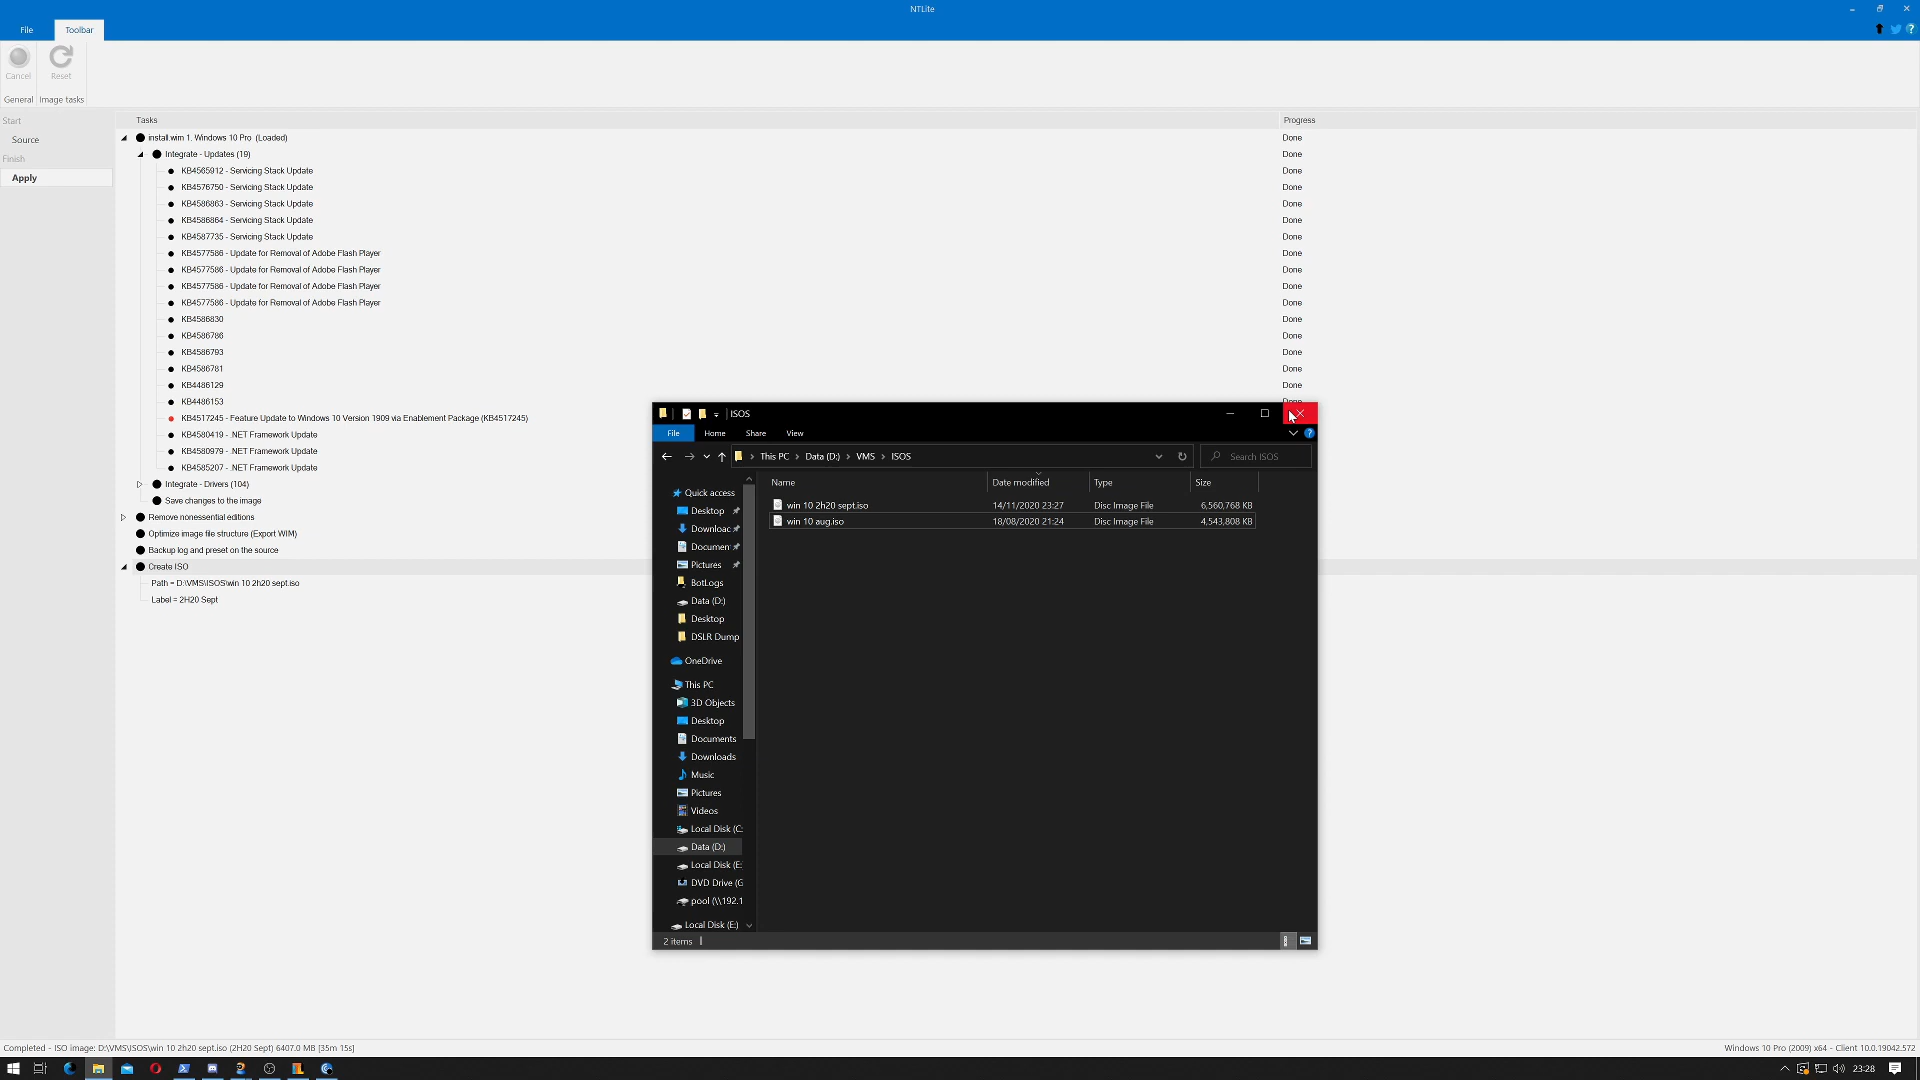 NTLite
File
Toolbar
Cancel
Reset
General
Image tasks
Start
Source
Finish
Apply
Tasks
Progress
install.wim 1. Windows 10 Pro (Loaded)
Done
Integrate - Updates (19)
Done
KB4565912 - Servicing Stack Update
Done
KB4576750 - Servicing Stack Update
Done
KB4586863 - Servicing Stack Update
Done
KB4586864 - Servicing Stack Update
Done
KB4587735 - Servicing Stack Update
Done
KB4577586 - Update for Removal of Adobe Flash Player
Done
KB4577586 - Update for Removal of Adobe Flash Player
Done
KB4577586 - Update for Removal of Adobe Flash Player
Done
KB4577586 - Update for Removal of Adobe Flash Player
Done
KB4586830
Done
KB4586786
Done
KB4586793
Done
KB4586781
Done
KB4486129
Done
KB4486153
Done
KB4517245 - Feature Update to Windows 10 Version 1909 via Enablement Package (KB4517245)
KB4580419 - .NET Framework Update
KB4580979 - .NET Framework Update
KB4585207 - .NET Framework Update
Integrate - Drivers (104)
Save changes to the image
Remove nonessential editions
Optimize image file structure (Export WIM)
Backup log and preset on the source
Create ISO
Path = D:\VMS\ISOS\win 10 2h20 sept.iso
Label = 2H20 Sept
ISOS
File
Home
Share
View
This PC > Data (D:) > VMS > ISOS
Search ISOS
Name
Date modified
Type
Size
win 10 2h20 sept.iso
14/11/2020 23:27
Disc Image File
6,560,768 KB
win 10 aug.iso
18/08/2020 21:24
Disc Image File
4,543,808 KB
Quick access
Desktop
Downloac
Documen
Pictures
BotLogs
Data (D:)
Desktop
DSLR Dump
OneDrive
This PC
3D Objects
Desktop
Documents
Downloads
Music
Pictures
Videos
Local Disk (C:
Data (D:)
Local Disk (E:
DVD Drive (G
pool (\\192.1
Local Disk (E:)
2 items
Completed - ISO image: D:\VMS\ISOS\win 10 2h20 sept.iso (2H20 Sept) 6407.0 MB [35m 15s]
Windows 10 Pro (2009) x64 - Client 10.0.19042.572
23:28